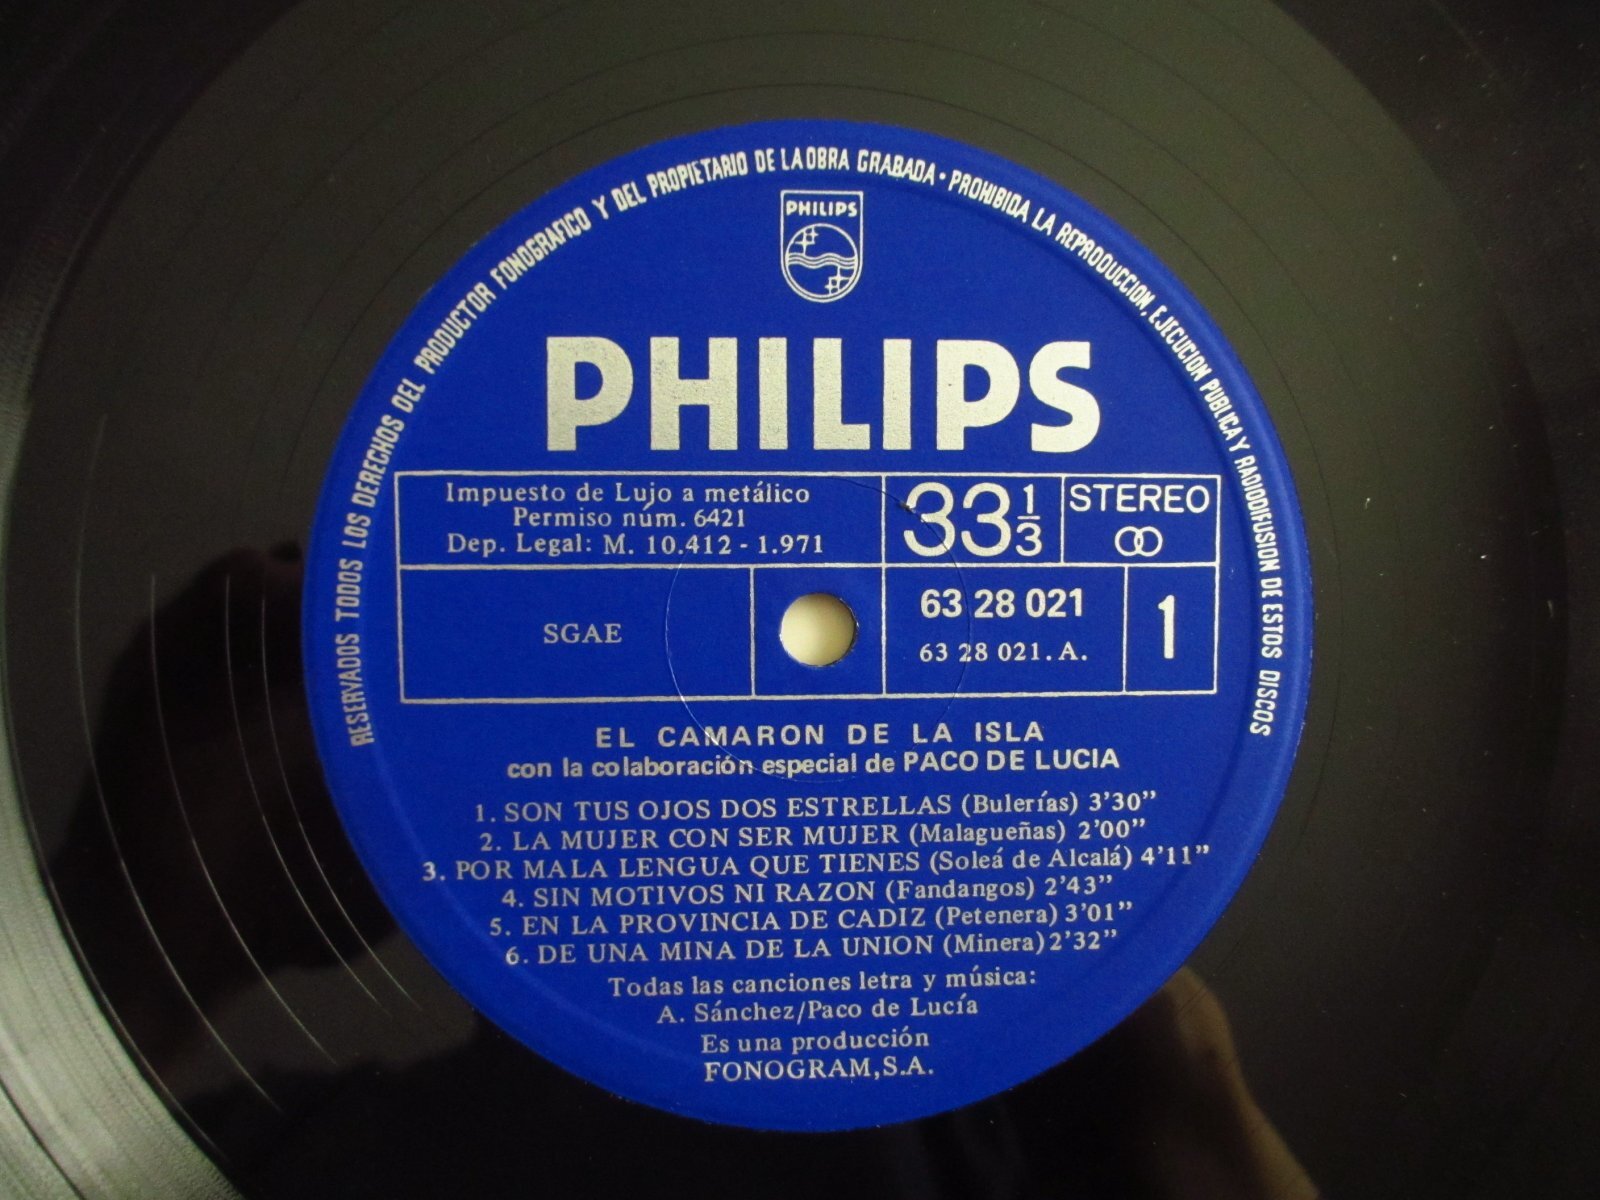 RESERVADOS TODOS LOS DERECHOS DEL PRODUCTOR FONOGRAFICO Y DEL PROPIETARIO DE LA OBRA GRABADA • PROHIBIDA LA REPRODUCCION, EJECUCION PUBLICA Y RADIODIFUSION DE ESTOS DISCOS
PHILIPS
PHILIPS
Impuesto de Lujo a metálico
Permiso núm. 6421
Dep. Legal: M. 10.412 - 1.971
33 1/3
STEREO
SGAE
63 28 021
63 28 021. A.
1
EL CAMARON DE LA ISLA
con la colaboración especial de PACO DE LUCIA
1. SON TUS OJOS DOS ESTRELLAS (Bulerías) 3'30"
2. LA MUJER CON SER MUJER (Malagueñas) 2'00"
3. POR MALA LENGUA QUE TIENES (Soleá de Alcalá) 4'11"
4. SIN MOTIVOS NI RAZON (Fandangos) 2'43"
5. EN LA PROVINCIA DE CADIZ (Petenera) 3'01"
6. DE UNA MINA DE LA UNION (Minera) 2'32"
Todas las canciones letra y música:
A. Sánchez/Paco de Lucía
Es una producción
FONOGRAM, S.A.